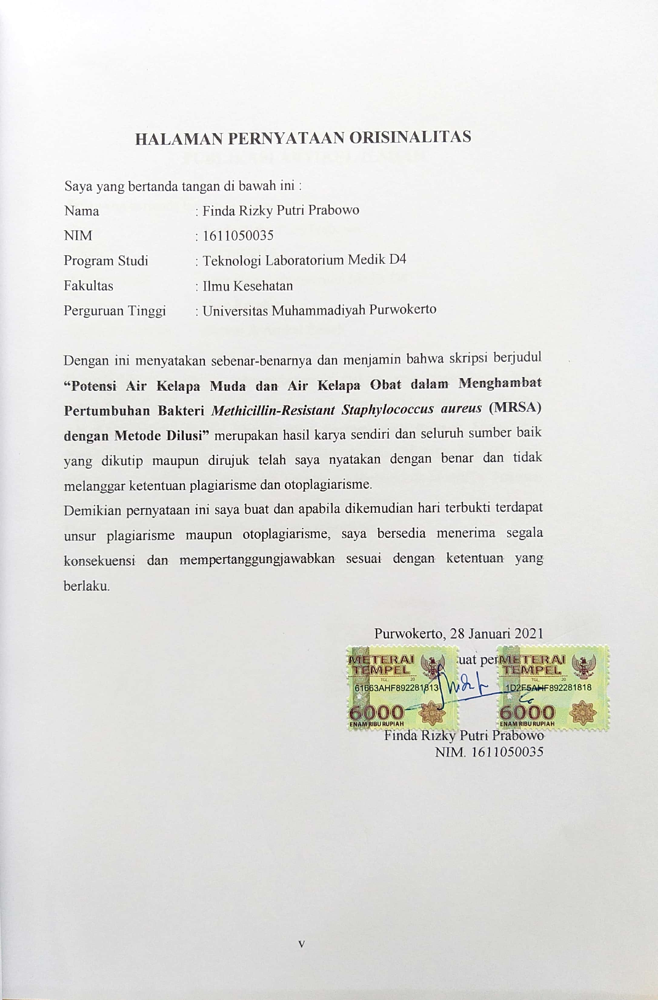 HALAMAN PERNYATAAN ORISINALITAS
Saya yang bertanda tangan di bawah ini :
Nama : Finda Rizky Putri Prabowo
NIM : 1611050035
Program Studi : Teknologi Laboratorium Medik D4
Fakultas : Ilmu Kesehatan
Perguruan Tinggi : Universitas Muhammadiyah Purwokerto
Dengan ini menyatakan sebenar-benarnya dan menjamin bahwa skripsi berjudul
“Potensi Air Kelapa Muda dan Air Kelapa Obat dalam Menghambat
Pertumbuhan Bakteri Methicillin-Resistant Staphylococcus aureus (MRSA)
dengan Metode Dilusi” merupakan hasil karya sendiri dan seluruh sumber baik
yang dikutip maupun dirujuk telah saya nyatakan dengan benar dan tidak
melanggar ketentuan plagiarisme dan otoplagiarisme.
Demikian pernyataan ini saya buat dan apabila dikemudian hari terbukti terdapat
unsur plagiarisme maupun otoplagiarisme, saya bersedia menerima segala
konsekuensi dan mempertanggungjawabkan sesuai dengan ketentuan yang
berlaku.
Purwokerto, 28 Januari 2021
uat per
METERAI
TEMPEL
TGL. 20
61663AHF892281813
6000
ENAM RIBU RUPIAH
METERAI
TEMPEL
TGL. 20
1D2F5AHF892281818
6000
ENAM RIBU RUPIAH
Finda Rizky Putri Prabowo
NIM. 1611050035
v